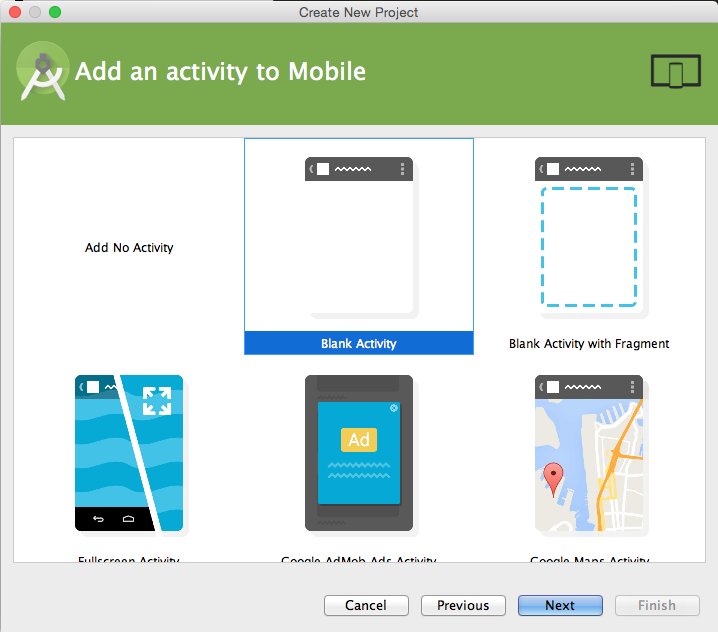 Create New Project
Add an activity to Mobile
Add No Activity
Blank Activity
Blank Activity with Fragment
Ad
Fullscreen Activity
Google AdMob Ads Activity
Google Maps Activity
Cancel
Previous
Next
Finish